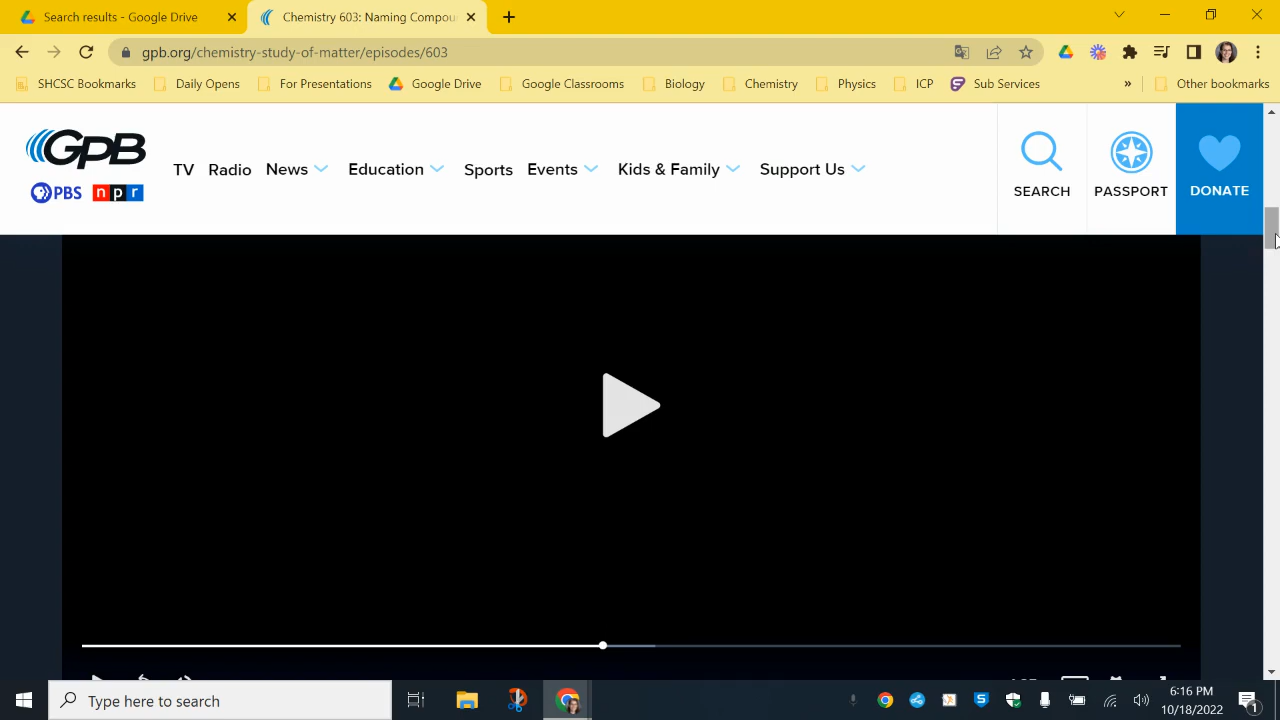 Search results - Google Drive
Chemistry 603: Naming Compou
gpb.org/chemistry-study-of-matter/episodes/603
SHCSC Bookmarks Daily Opens For Presentations Google Drive Google Classrooms Biology Chemistry Physics ICP Sub Services » Other bookmarks
GPB
PBS npr
TV Radio News Education Sports Events Kids & Family Support Us
SEARCH PASSPORT DONATE
Type here to search
6:16 PM
10/18/2022
1